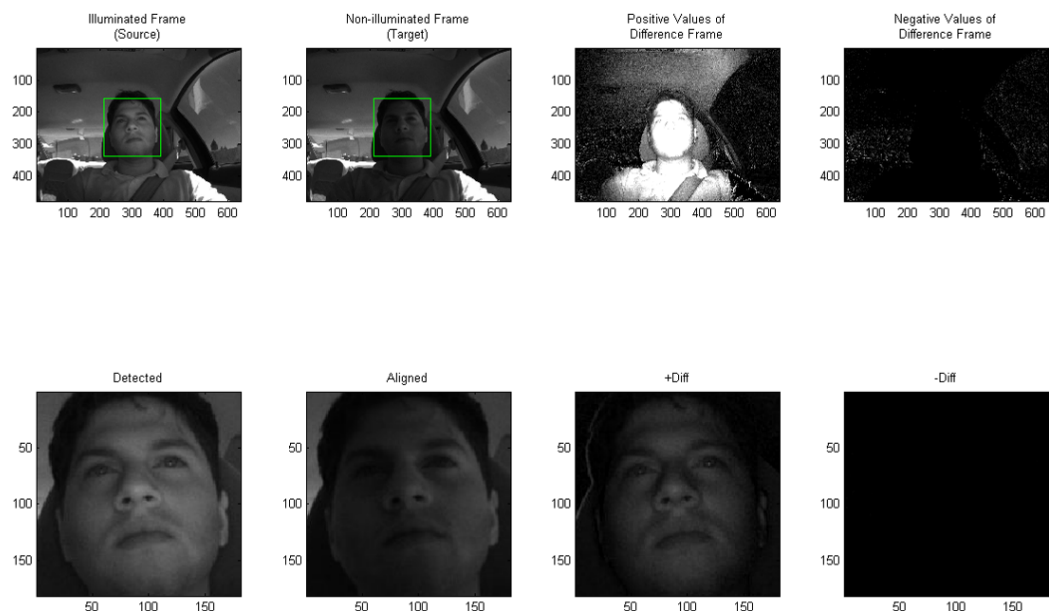 Illuminated Frame
(Source)
Non-illuminated Frame
(Target)
Positive Values of
Difference Frame
Negative Values of
Difference Frame
100
200
300
400
100 200 300 400 500 600
100
200
300
400
100 200 300 400 500 600
100
200
300
400
100 200 300 400 500 600
100
200
300
400
100 200 300 400 500 600
Detected
Aligned
+Diff
-Diff
50
100
150
50 100 150
50
100
150
50 100 150
50
100
150
50 100 150
50
100
150
50 100 150